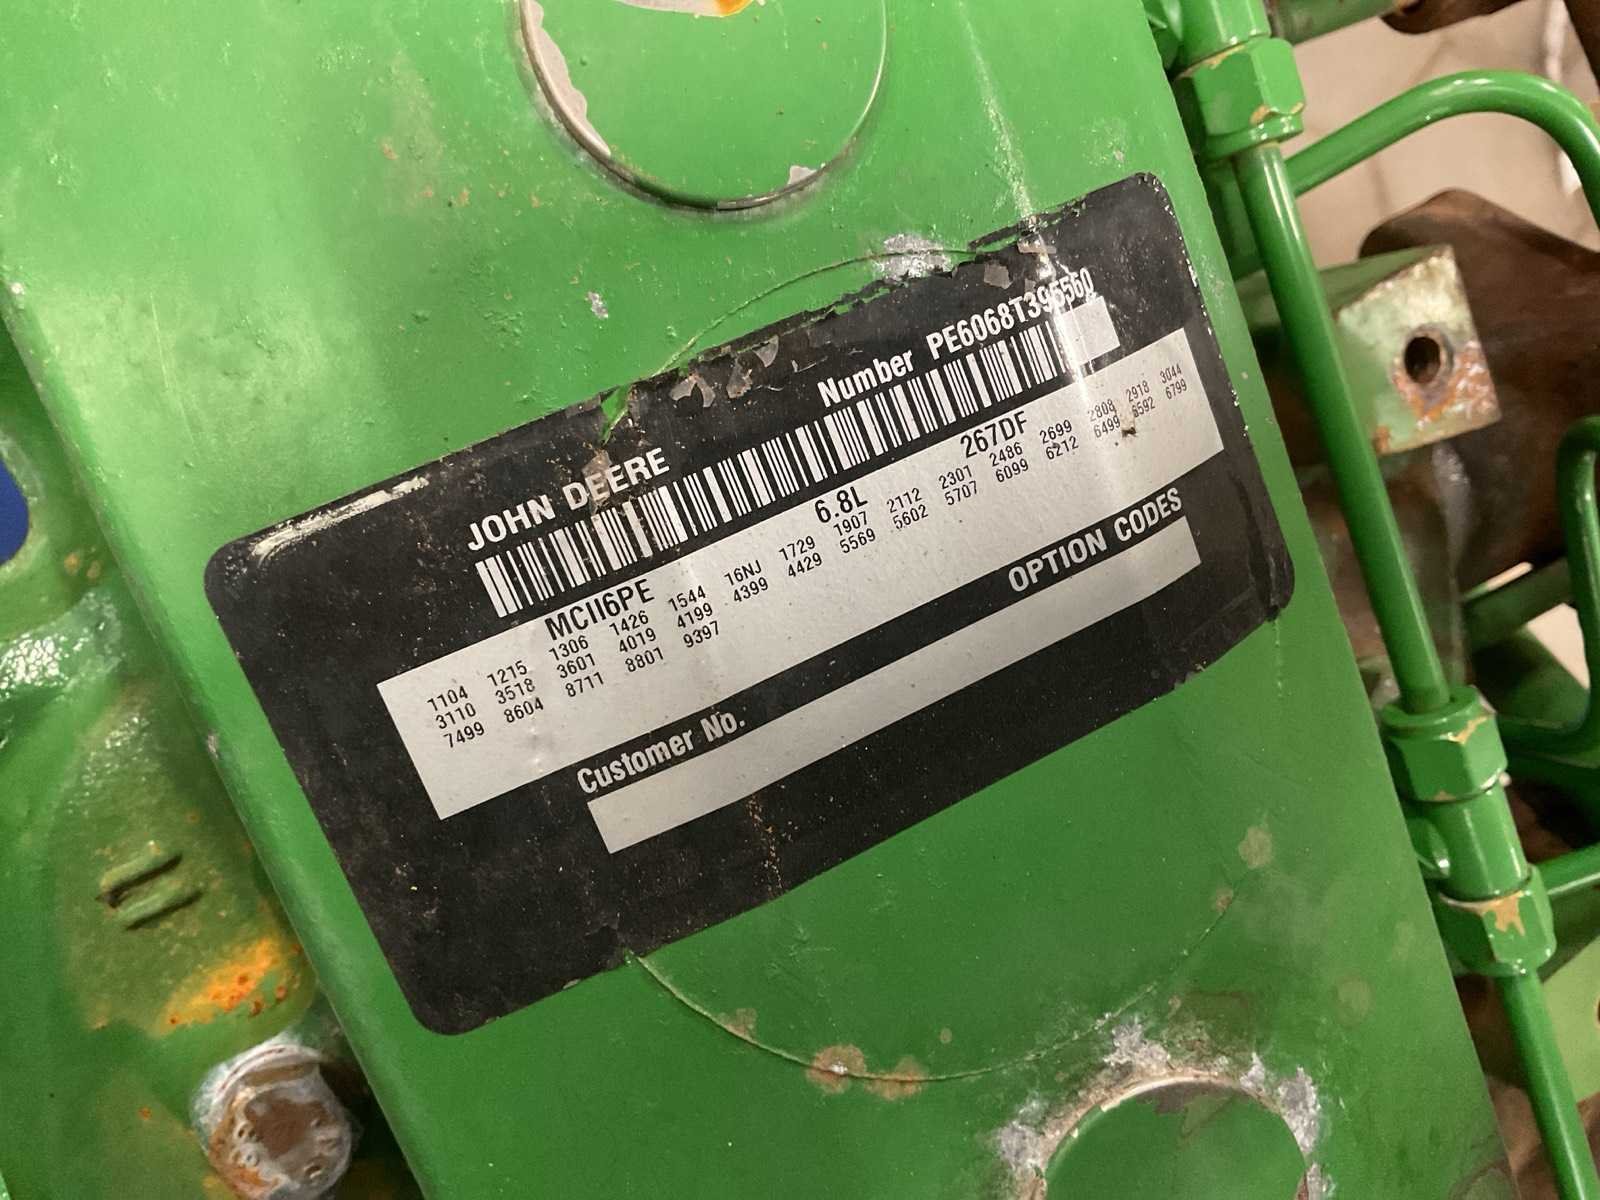 JOHN DEERE Number PE6068T395560
MCII6PE 6.8L 267DF
1104 1215 1306 1426 1544 16NJ 1729 1907 2112 2301 2486 2699 2808 2918 3044
3110 3518 3601 4019 4199 4399 4429 5569 5602 5707 6099 6212 6499 6592 6799
7499 8604 8711 8801 9397
Customer No. OPTION CODES